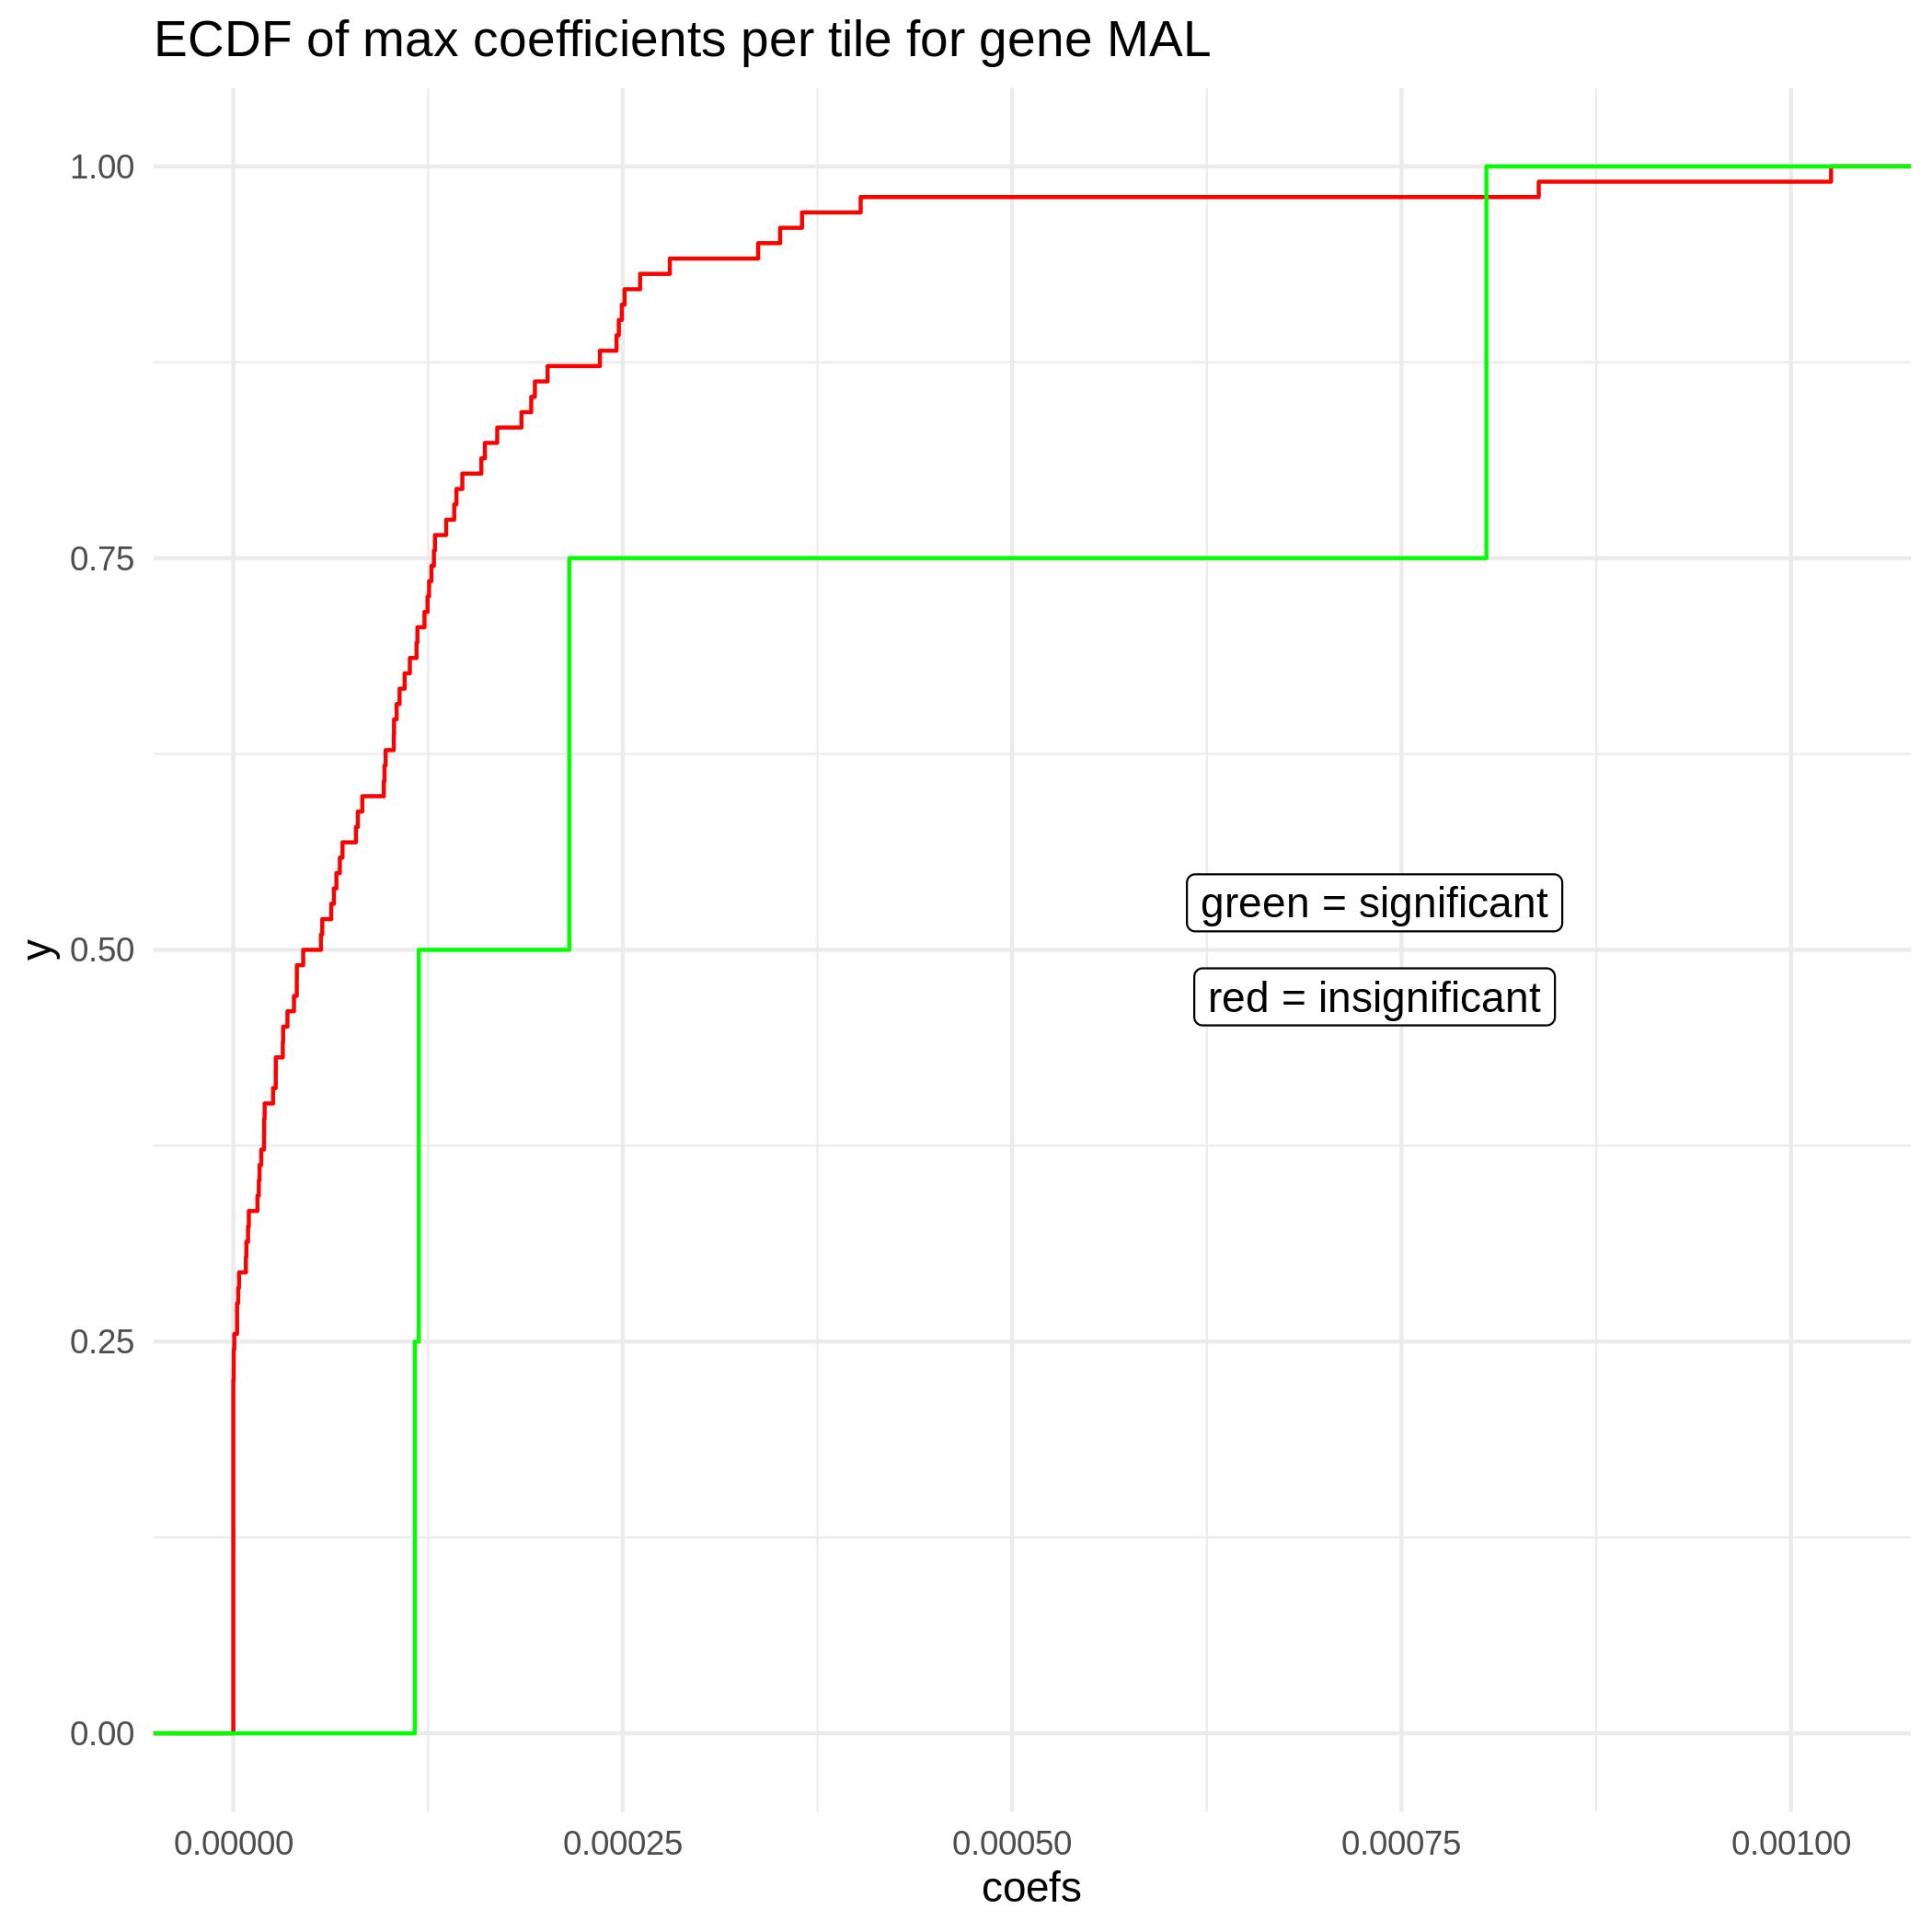 ECDF of max coefficients per tile for gene MAL
1.00
0.75
0.50
0.25
0.00
y
green = significant
red = insignificant
0.00000
0.00025
0.00050
0.00075
0.00100
coefs